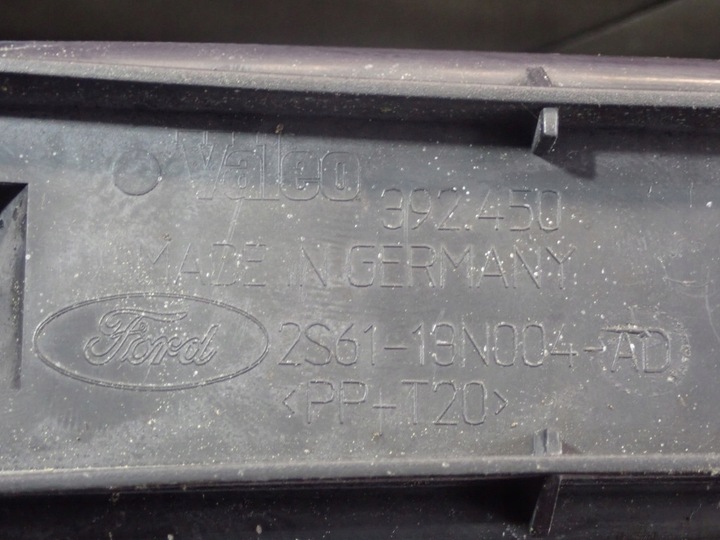 Valeo
392.450
MADE IN GERMANY
Ford 2S61-13N004-AD
<PP+T20>